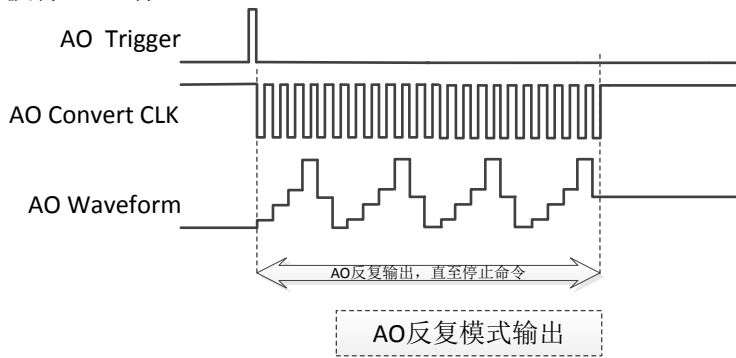 AO Trigger
AO Convert CLK
AO Waveform
AO反复输出，直至停止命令
AO反复模式输出